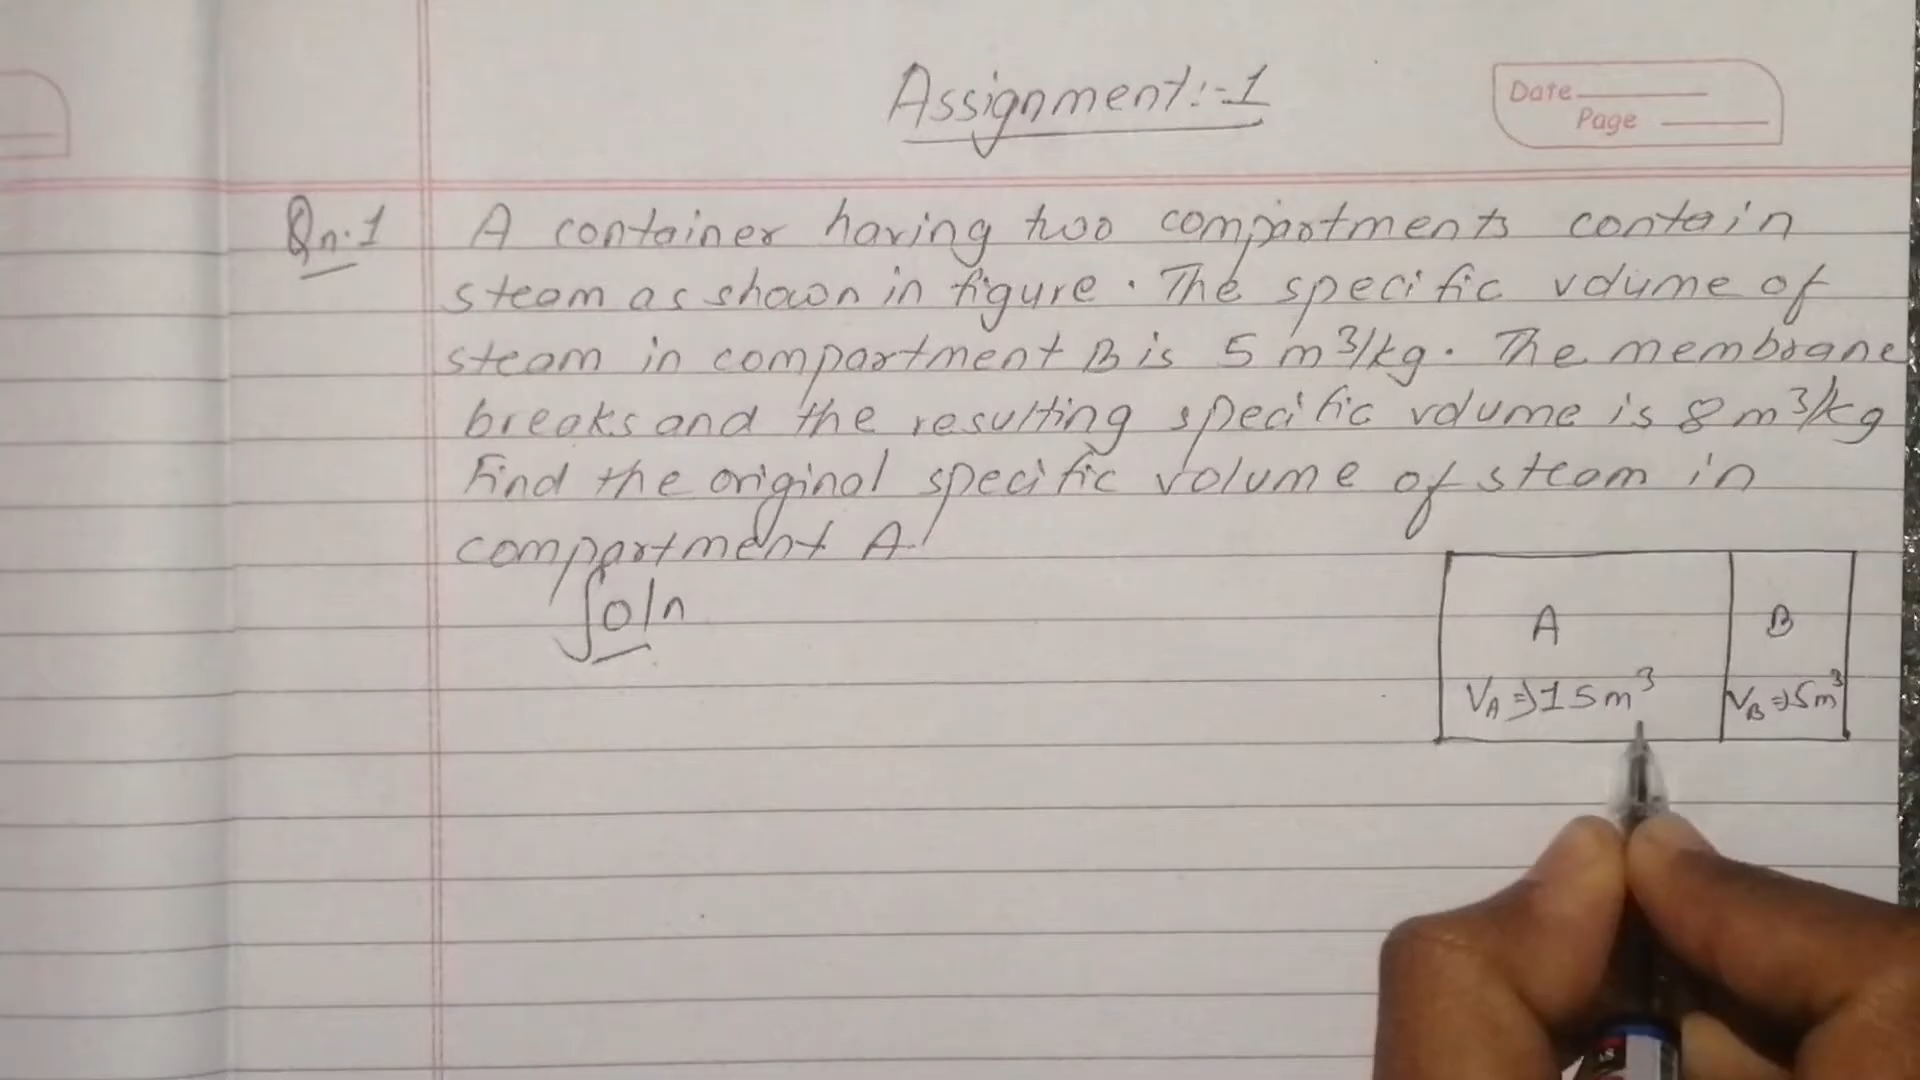 Assignment:-1
Date
Page
Qn.1 A container having two compartments contain
steam as shown in figure. The specific volume of
steam in compartment B is 5 m³/kg. The membrane
breaks and the resulting specific volume is 8 m³/kg
Find the original specific volume of steam in
compartment A.
Soln
A B
V_A ⇒ 15 m³ V_B ⇒ 5 m³